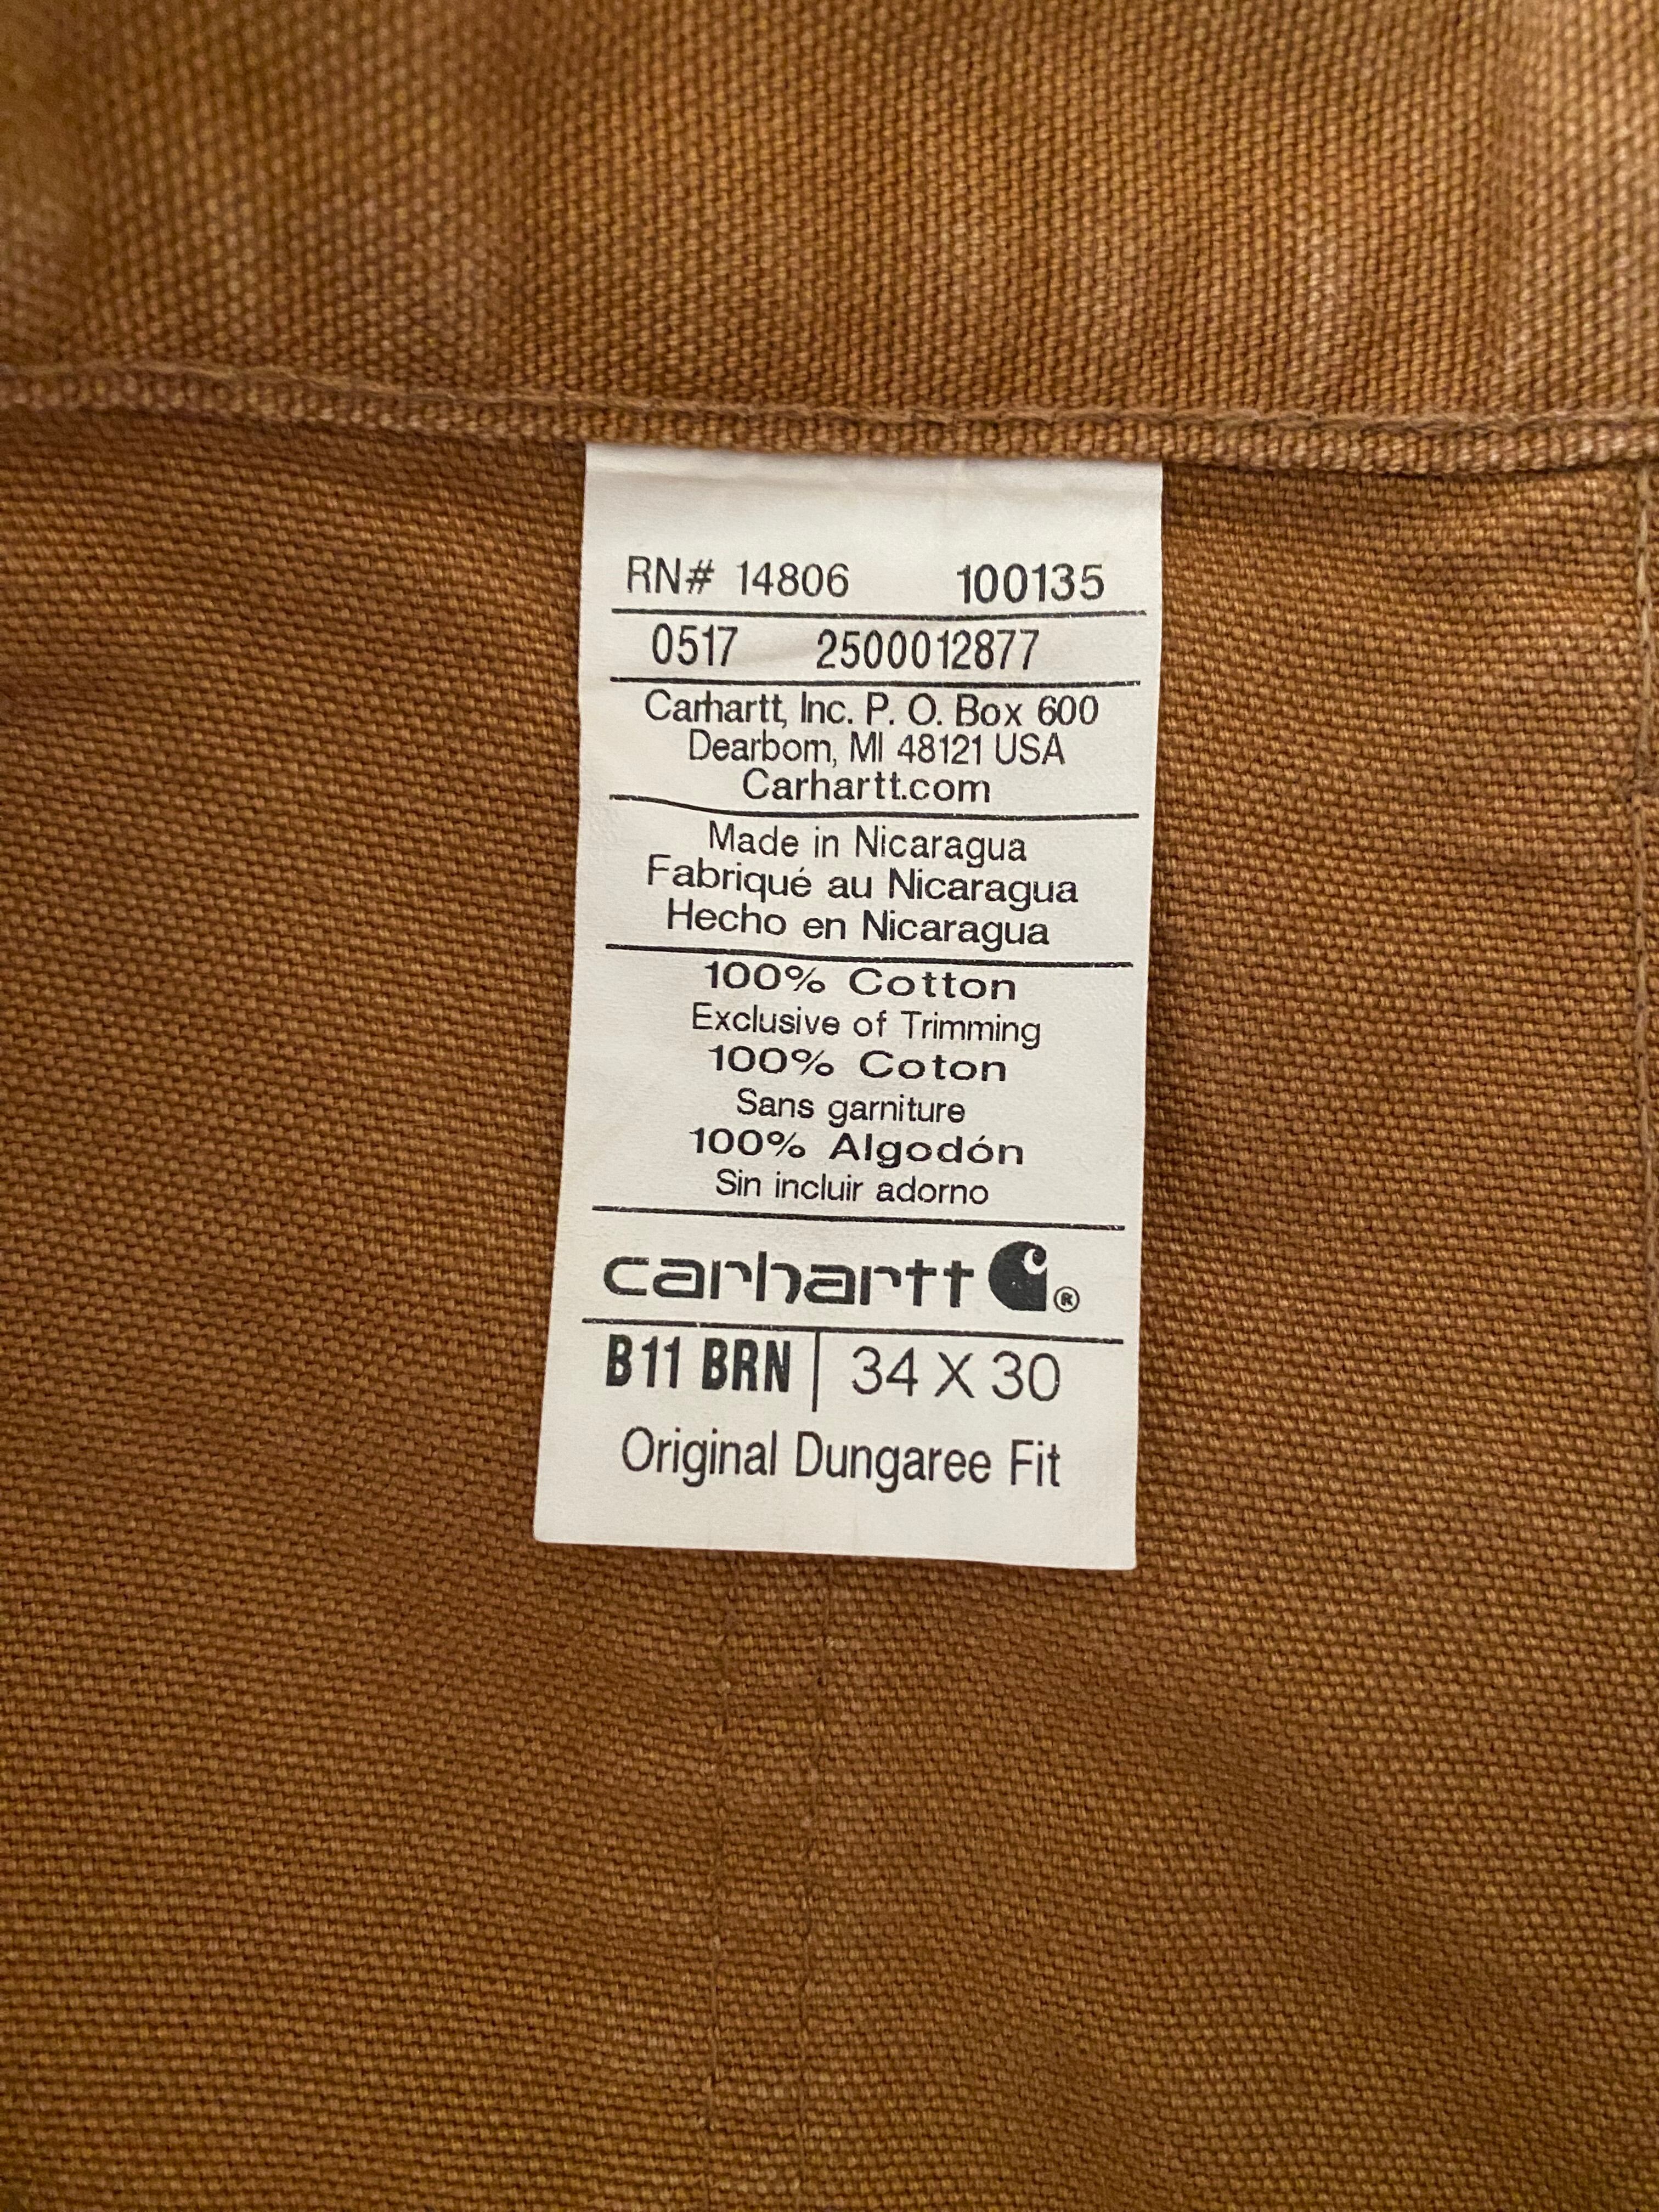 RN# 14806 100135
0517 2500012877
Carhartt, Inc. P. O. Box 600
Dearborn, MI 48121 USA
Carhartt.com
Made in Nicaragua
Fabriqué au Nicaragua
Hecho en Nicaragua
100% Cotton
Exclusive of Trimming
100% Coton
Sans garniture
100% Algodón
Sin incluir adorno
carhartt ®
B11 BRN | 34 X 30
Original Dungaree Fit